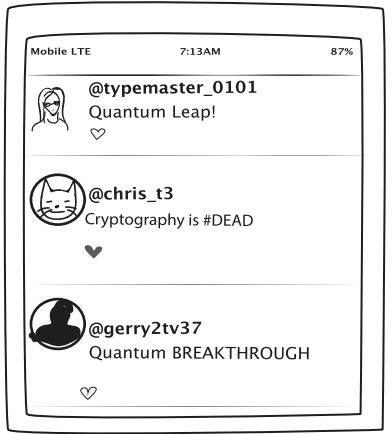 Mobile LTE 7:13AM 87%
@typemaster_0101
Quantum Leap!
@chris_t3
Cryptography is #DEAD
@gerry2tv37
Quantum BREAKTHROUGH